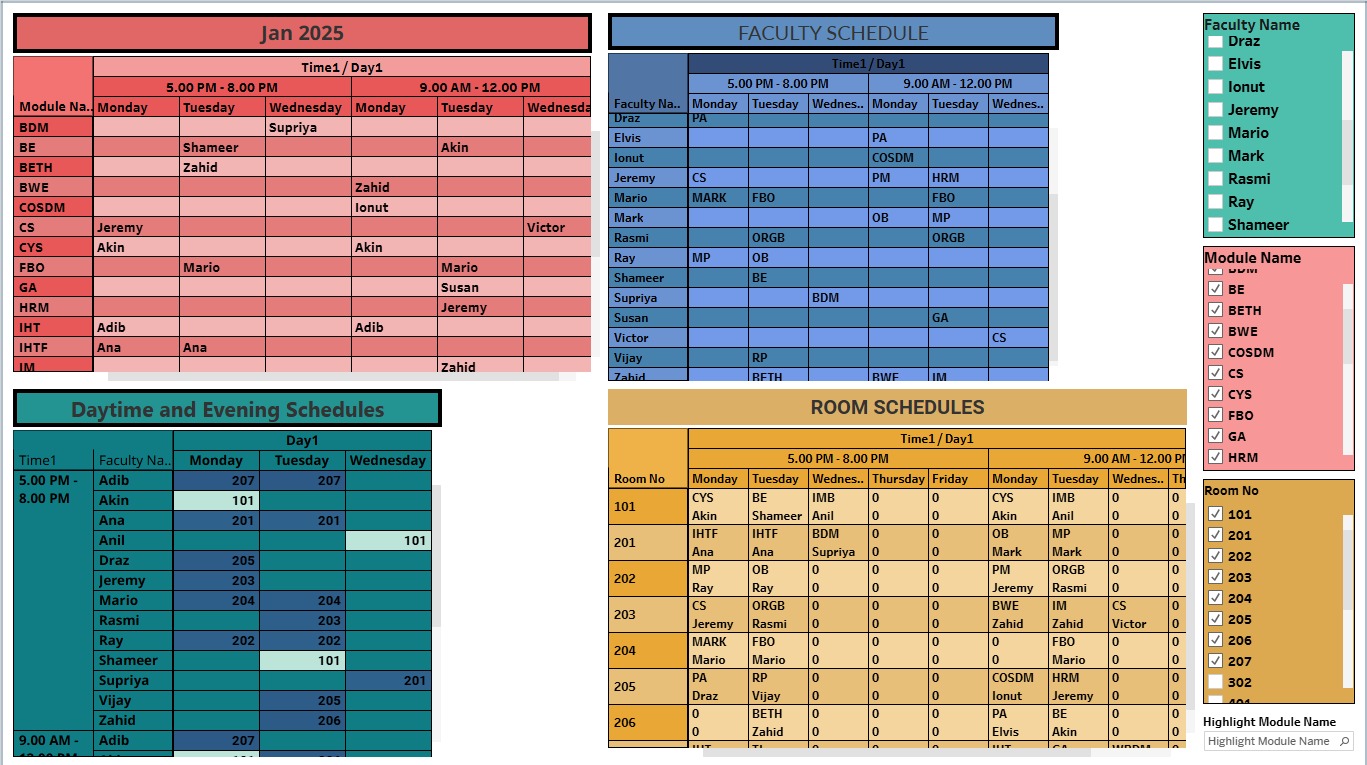 Jan 2025
Time1 / Day1
5.00 PM - 8.00 PM 9.00 AM - 12.00 PM
Module Na.. Monday Tuesday Wednesday Monday Tuesday Wednesda
BDM Supriya
BE Shameer Akin
BETH Zahid
BWE Zahid
COSDM Ionut
CS Jeremy Victor
CYS Akin Akin
FBO Mario Mario
GA Susan
HRM Jeremy
IHT Adib Adib
IHTF Ana Ana
IM Zahid
FACULTY SCHEDULE
Time1 / Day1
5.00 PM - 8.00 PM 9.00 AM - 12.00 PM
Faculty Na.. Monday Tuesday Wednes.. Monday Tuesday Wednes..
Draz PA
Elvis PA
Ionut COSDM
Jeremy CS PM HRM
Mario MARK FBO FBO
Mark OB MP
Rasmi ORGB ORGB
Ray MP OB
Shameer BE
Supriya BDM
Susan GA
Victor CS
Vijay RP
Zahid BETH BWE IM
Faculty Name
Draz
Elvis
Ionut
Jeremy
Mario
Mark
Rasmi
Ray
Shameer
Module Name
BDM
BE
BETH
BWE
COSDM
CS
CYS
FBO
GA
HRM
Daytime and Evening Schedules
Day1
Time1 Faculty Na.. Monday Tuesday Wednesday
5.00 PM - Adib 207 207
8.00 PM Akin 101
Ana 201 201
Anil 101
Draz 205
Jeremy 203
Mario 204 204
Rasmi 203
Ray 202 202
Shameer 101
Supriya 201
Vijay 205
Zahid 206
9.00 AM - Adib 207
ROOM SCHEDULES
Time1 / Day1
5.00 PM - 8.00 PM 9.00 AM - 12.00 PM
Room No Monday Tuesday Wednes.. Thursday Friday Monday Tuesday Wednes.. Th
CYS BE IMB 0 0 CYS IMB 0 0
101
Akin Shameer Anil 0 0 Akin Anil 0 0
IHTF IHTF BDM 0 0 OB MP 0 0
201
Ana Ana Supriya 0 0 Mark Mark 0 0
MP OB 0 0 0 PM ORGB 0 0
202
Ray Ray 0 0 0 Jeremy Rasmi 0 0
CS ORGB 0 0 0 BWE IM CS 0
203
Jeremy Rasmi 0 0 0 Zahid Zahid Victor 0
MARK FBO 0 0 0 0 FBO 0 0
204
Mario Mario 0 0 0 0 Mario 0 0
PA RP 0 0 0 COSDM HRM 0 0
205
Draz Vijay 0 0 0 Ionut Jeremy 0 0
0 BETH 0 0 0 PA BE 0 0
206
0 Zahid 0 0 0 Elvis Akin 0 0
Room No
101
201
202
203
204
205
206
207
302
Highlight Module Name
Highlight Module Name